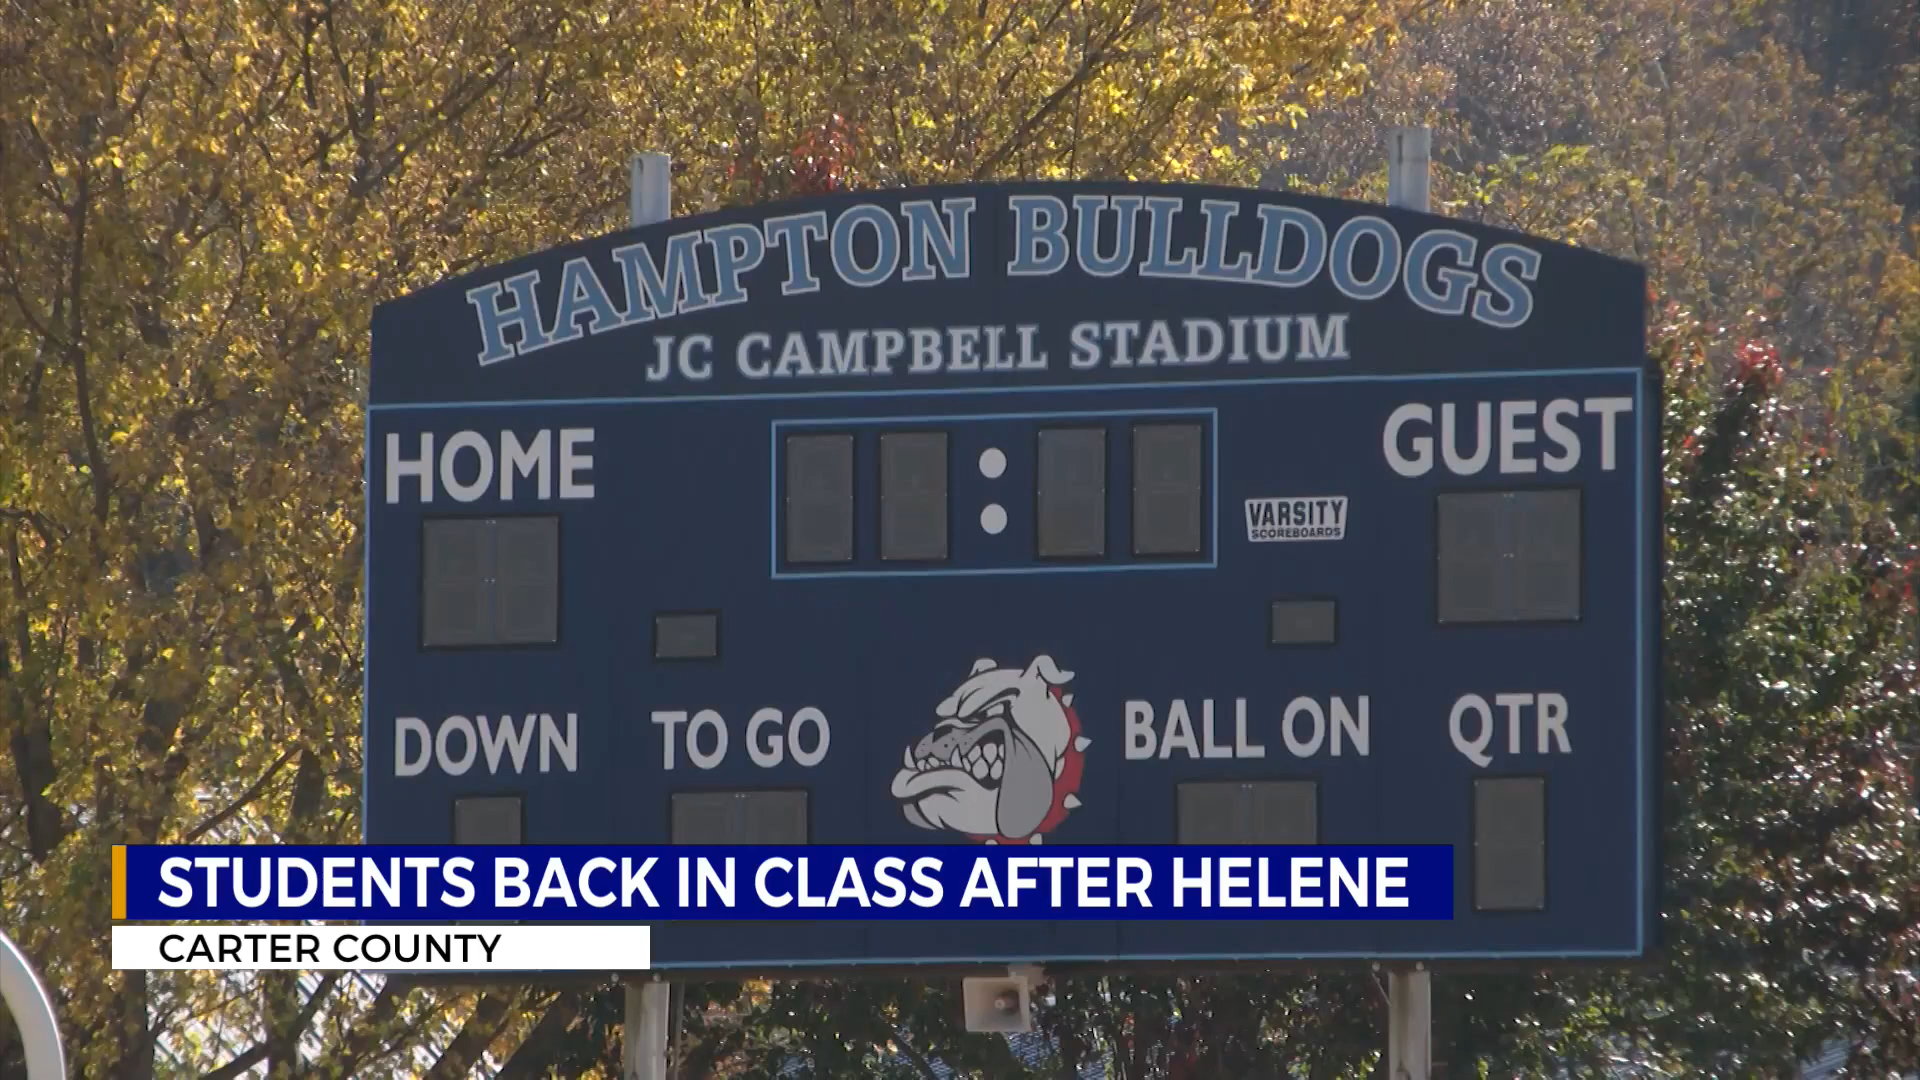 HAMPTON BULLDOGS
JC CAMPBELL STADIUM
HOME
GUEST
VARSITY
SCOREBOARDS
DOWN
TO GO
BALL ON
QTR
STUDENTS BACK IN CLASS AFTER HELENE
CARTER COUNTY